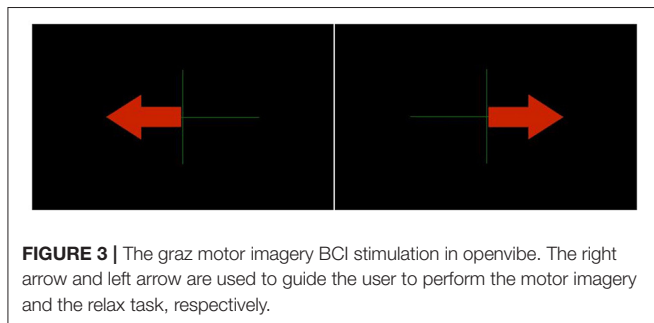 FIGURE 3 | The graz motor imagery BCI stimulation in openvibe. The right
arrow and left arrow are used to guide the user to perform the motor imagery
and the relax task, respectively.